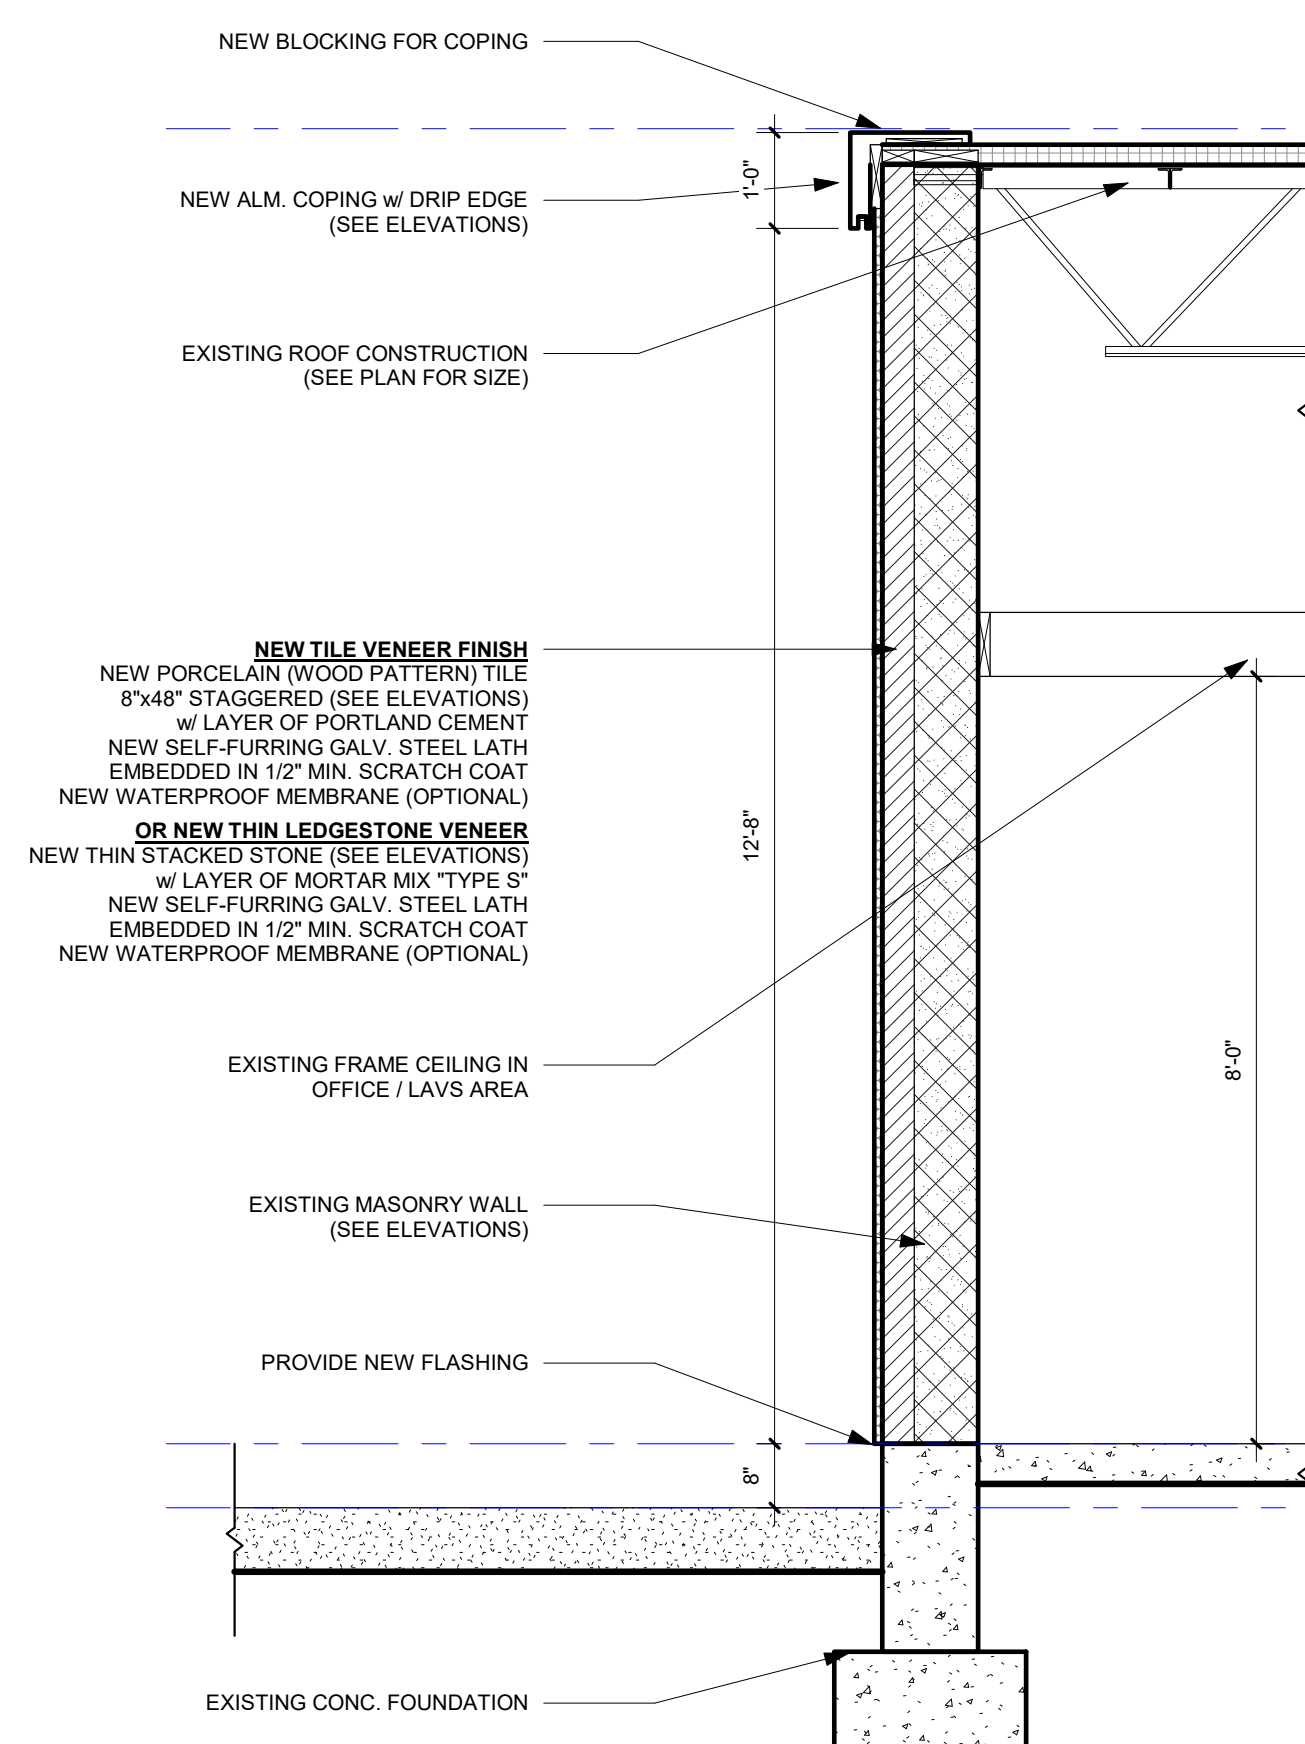 NEW BLOCKING FOR COPING
1'-0"
NEW ALM. COPING w/ DRIP EDGE
(SEE ELEVATIONS)
EXISTING ROOF CONSTRUCTION
(SEE PLAN FOR SIZE)
NEW TILE VENEER FINISH
NEW PORCELAIN (WOOD PATTERN) TILE
8"x48" STAGGERED (SEE ELEVATIONS)
w/ LAYER OF PORTLAND CEMENT
NEW SELF-FURRING GALV. STEEL LATH
EMBEDDED IN 1/2" MIN. SCRATCH COAT
NEW WATERPROOF MEMBRANE (OPTIONAL)
OR NEW THIN LEDGESTONE VENEER
NEW THIN STACKED STONE (SEE ELEVATIONS)
w/ LAYER OF MORTAR MIX "TYPE S"
NEW SELF-FURRING GALV. STEEL LATH
EMBEDDED IN 1/2" MIN. SCRATCH COAT
NEW WATERPROOF MEMBRANE (OPTIONAL)
12'-8"
EXISTING FRAME CEILING IN
OFFICE / LAVS AREA
8'-0"
EXISTING MASONRY WALL
(SEE ELEVATIONS)
PROVIDE NEW FLASHING
8"
EXISTING CONC. FOUNDATION